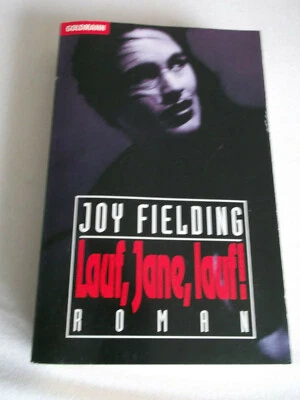 GOLDMANN
JOY FIELDING
Lauf, Jane, lauf!
ROMAN